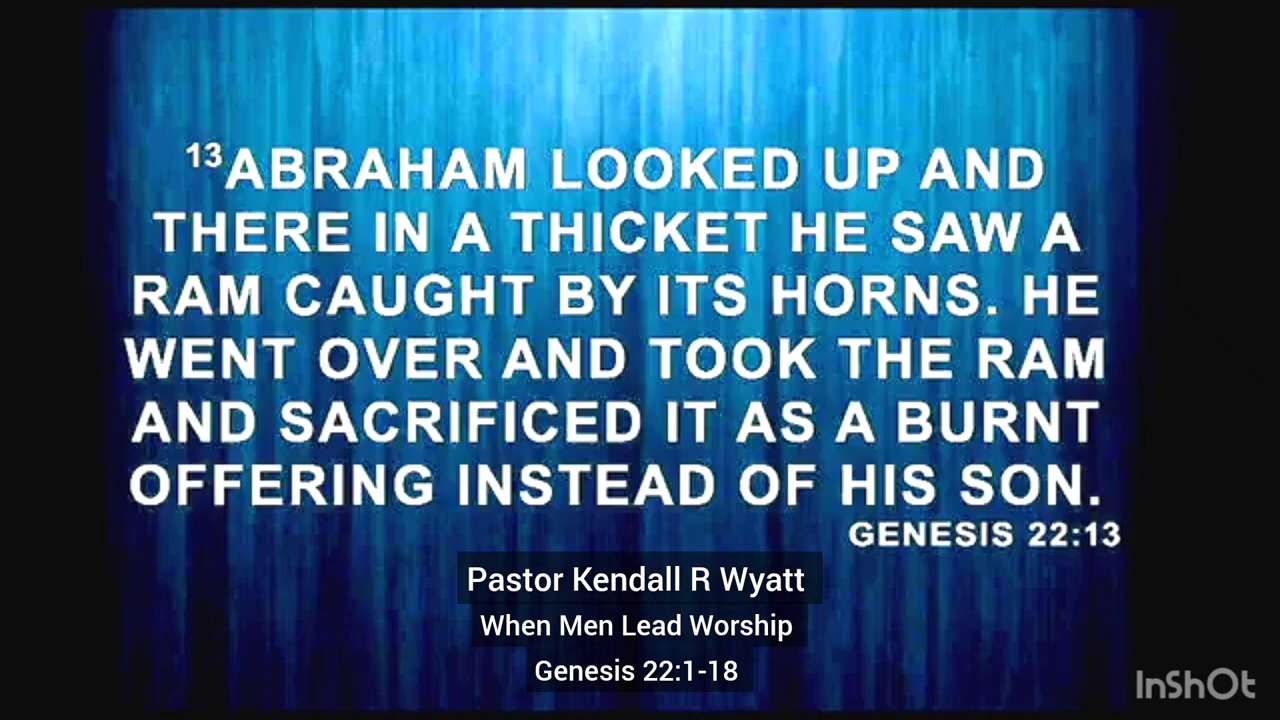 13ABRAHAM LOOKED UP AND
THERE IN A THICKET HE SAW A
RAM CAUGHT BY ITS HORNS. HE
WENT OVER AND TOOK THE RAM
AND SACRIFICED IT AS A BURNT
OFFERING INSTEAD OF HIS SON.
GENESIS 22:13
Pastor Kendall R Wyatt
When Men Lead Worship
Genesis 22:1-18
InShOt